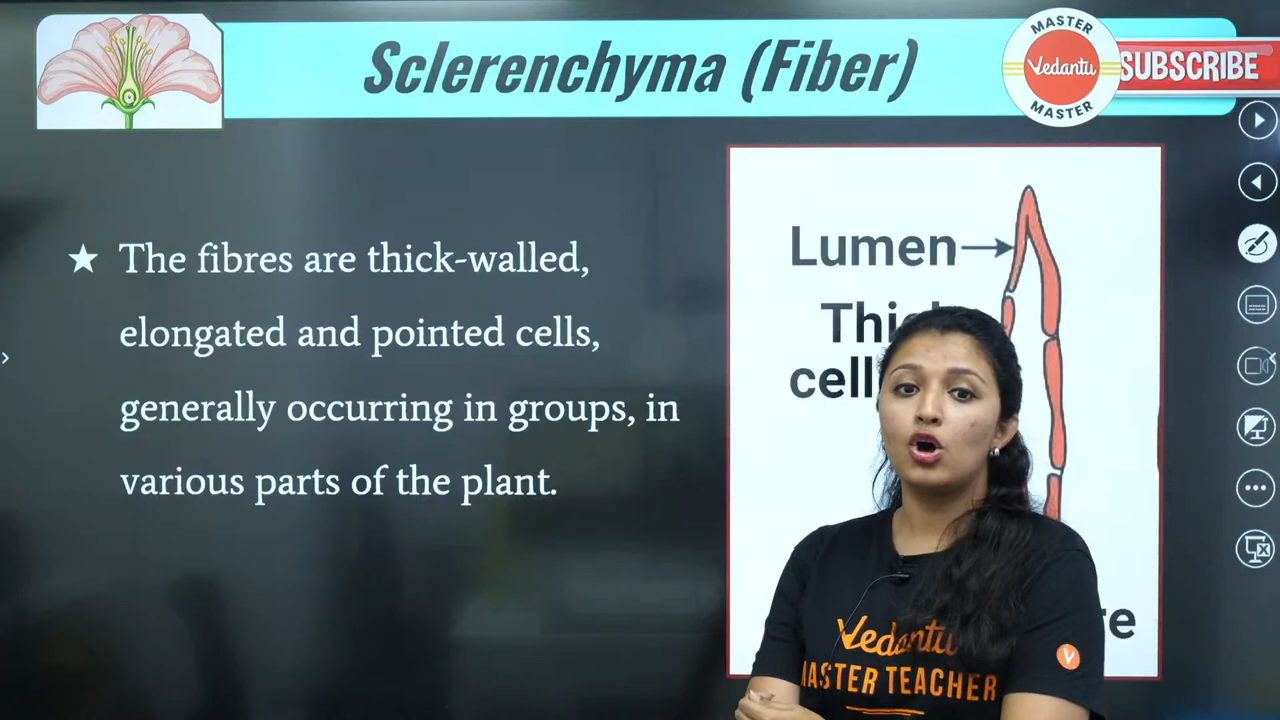 Sclerenchyma (Fiber)
MASTER
Vedantu
MASTER
SUBSCRIBE
★ The fibres are thick-walled,
elongated and pointed cells,
generally occurring in groups, in
various parts of the plant.
Lumen
Vedantu
MASTER TEACHER
V